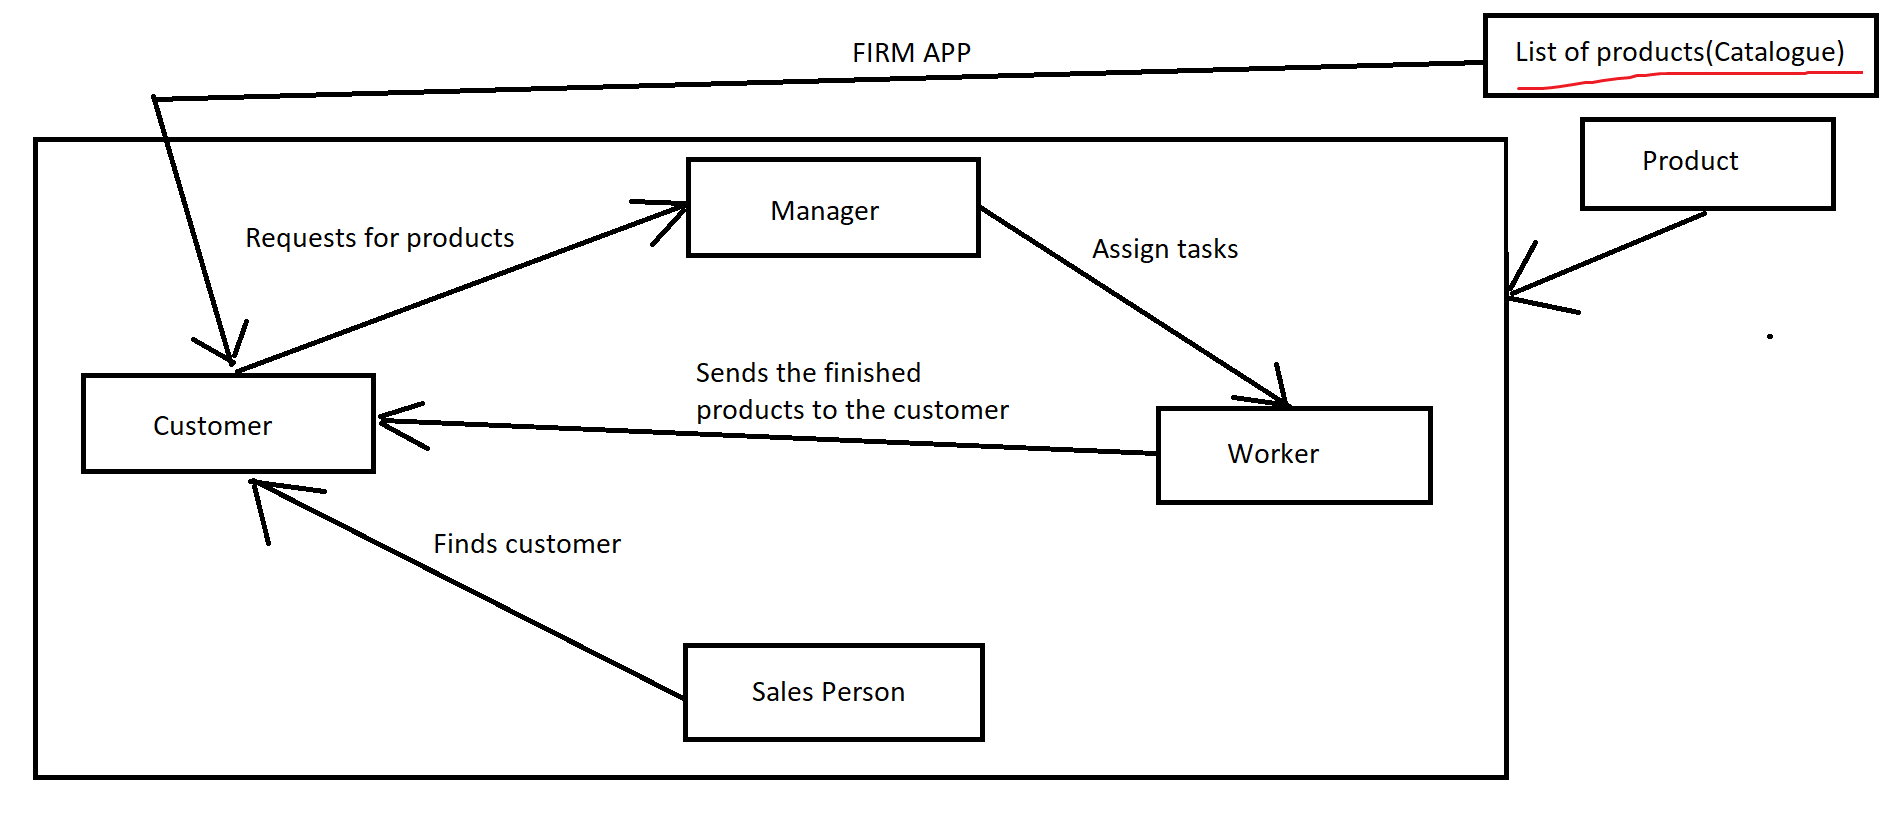 FIRM APP
List of products(Catalogue)
Product
Manager
Requests for products
Assign tasks
Sends the finished
products to the customer
Customer
Worker
Finds customer
Sales Person